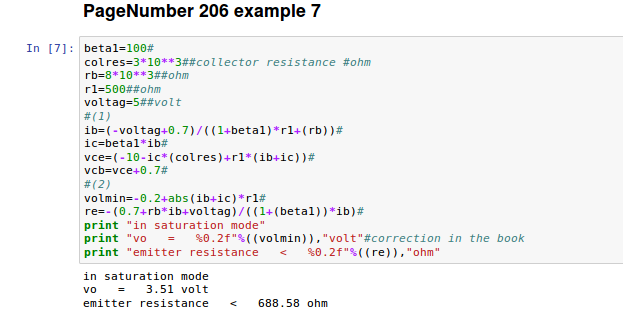 PageNumber 206 example 7
In [7]: beta1=100#
colres=3*10**3##collector resistance #ohm
rb=8*10**3##ohm
r1=500##ohm
voltag=5##volt
#(1)
ib=(-voltag+0.7)/((1+beta1)*r1+(rb))#
ic=beta1*ib#
vce=(-10-ic*(colres)+r1*(ib+ic))#
vcb=vce+0.7#
#(2)
volmin=-0.2+abs(ib+ic)*r1#
re=-(0.7+rb*ib+voltag)/((1+(beta1))*ib)#
print "in saturation mode"
print "vo   =   %0.2f"%((volmin)),"volt"#correction in the book
print "emitter resistance   <   %0.2f"%((re)),"ohm"
in saturation mode
vo   =   3.51 volt
emitter resistance   <   688.58 ohm